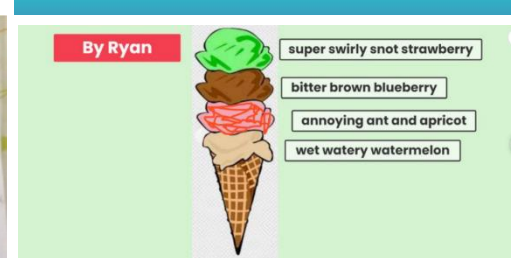 By Ryan
super swirly snot strawberry
bitter brown blueberry
annoying ant and apricot
wet watery watermelon